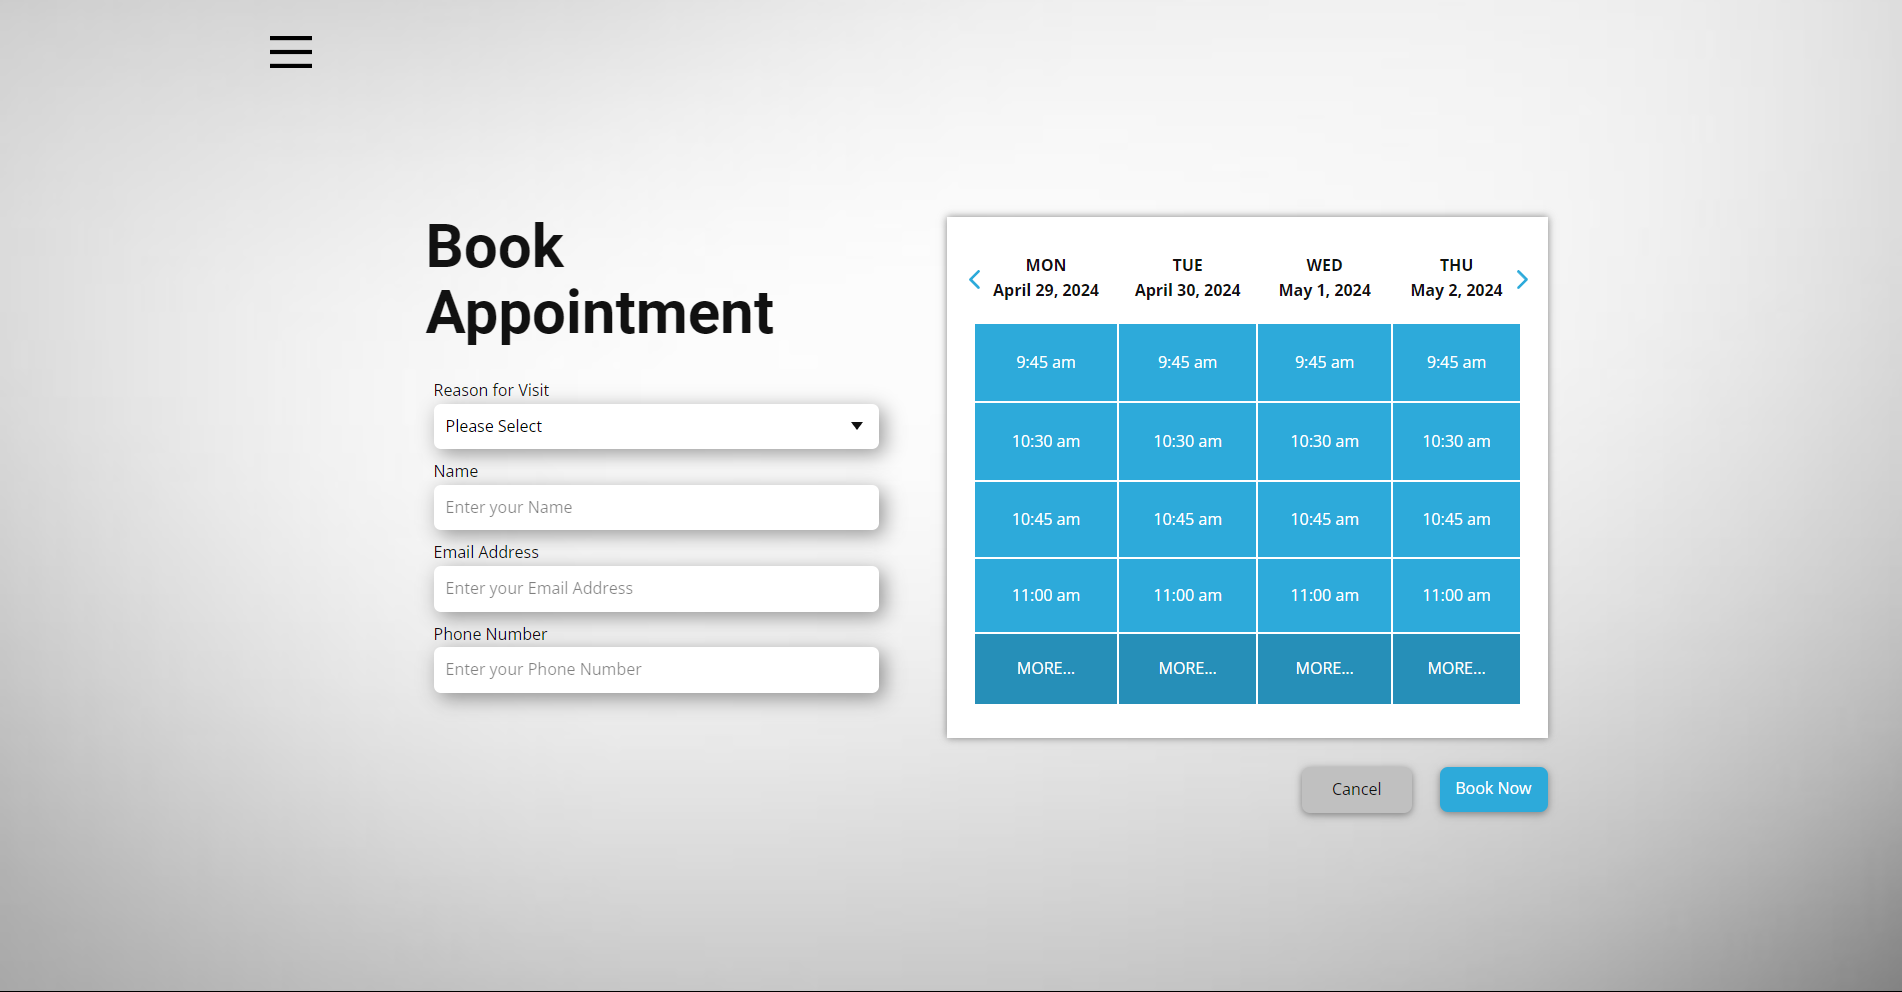 Book
Appointment
Reason for Visit
Please Select
Name
Enter your Name
Email Address
Enter your Email Address
Phone Number
Enter your Phone Number
MON TUE WED THU
April 29, 2024 April 30, 2024 May 1, 2024 May 2, 2024
9:45 am 9:45 am 9:45 am 9:45 am
10:30 am 10:30 am 10:30 am 10:30 am
10:45 am 10:45 am 10:45 am 10:45 am
11:00 am 11:00 am 11:00 am 11:00 am
MORE... MORE... MORE... MORE...
Cancel Book Now